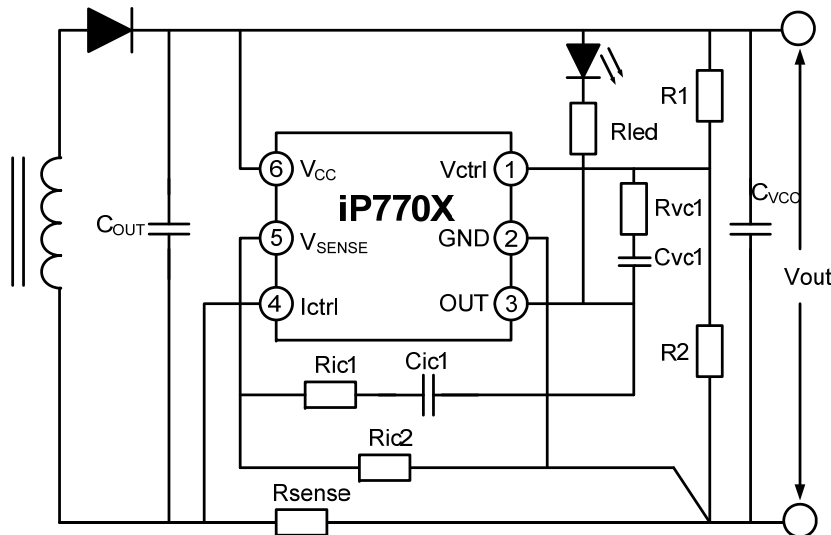 R1
Rled
6
VCC
Vctrl
1
iP770X
Rvc1
CVCC
COUT
5
VSENSE
GND
2
Cvc1
Vout
4
Ictrl
OUT
3
R2
Ric1
Cic1
Ric2
Rsense